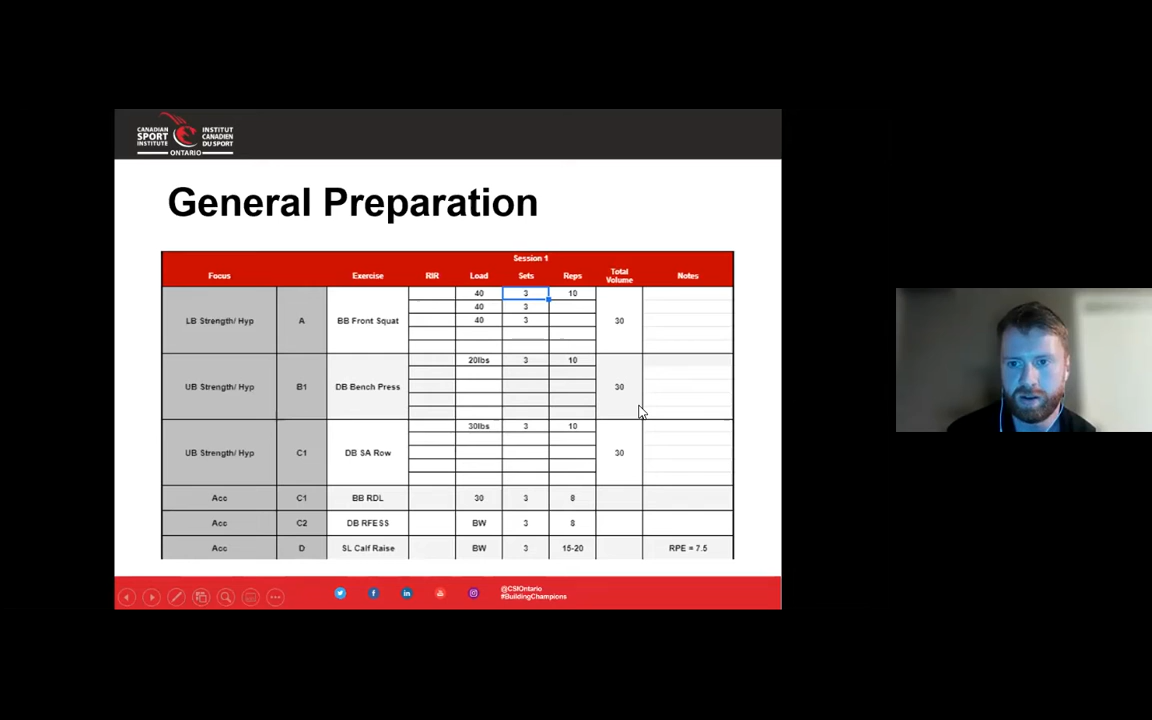 CANADIAN SPORT INSTITUTE
INSTITUT CANADIEN DU SPORT
ONTARIO
General Preparation
Session 1
Focus Exercise RIR Load Sets Reps Total Volume Notes
LB Strength/ Hyp A BB Front Squat 40 3 10 30
40 3
40 3
UB Strength/ Hyp B1 DB Bench Press 20lbs 3 10 30
UB Strength/ Hyp C1 DB SA Row 30lbs 3 10 30
Acc C1 BB RDL 30 3 8
Acc C2 DB RFESS BW 3 8
Acc D SL Calf Raise BW 3 15-20 RPE = 7.5
@CSIOntario
#BuildingChampions